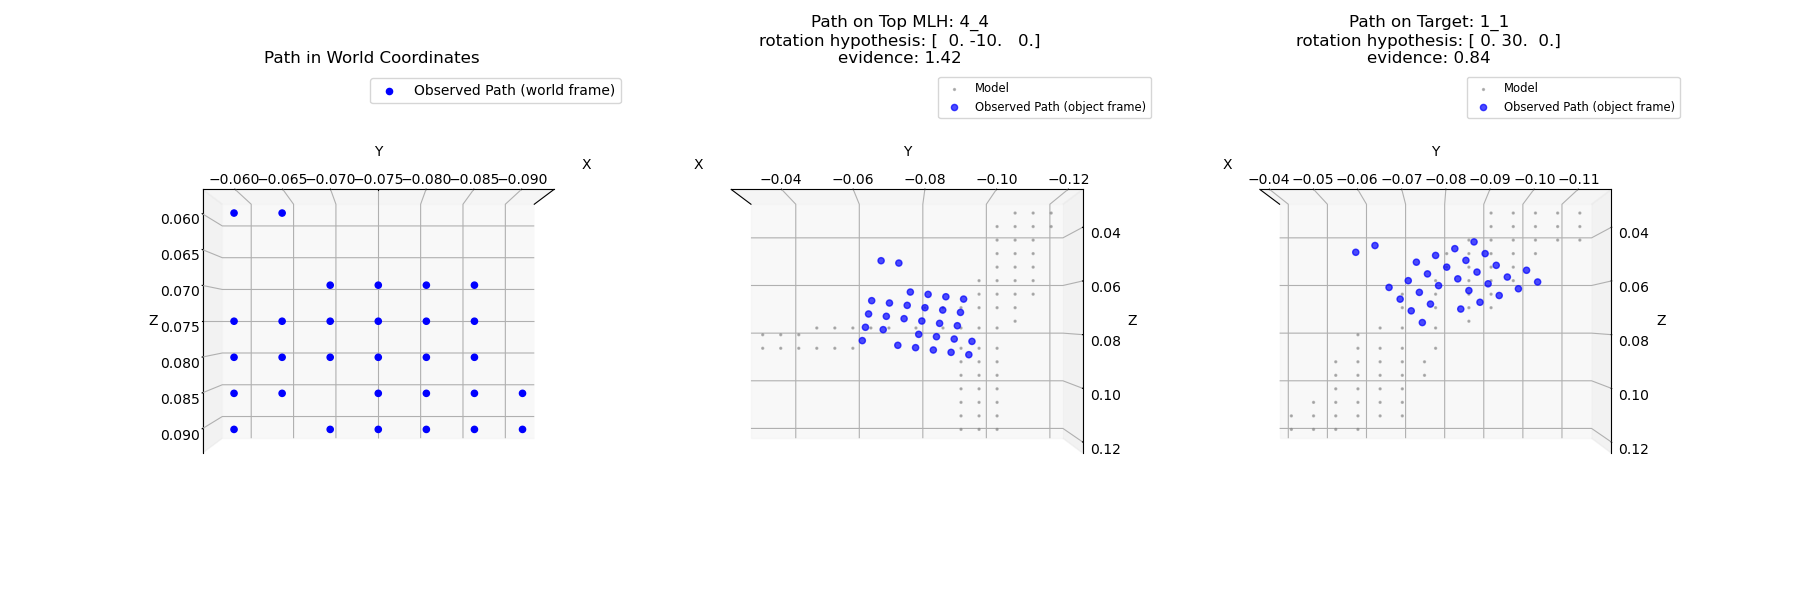 Path in World Coordinates
Observed Path (world frame)
Y
X
−0.060−0.065−0.070−0.075−0.080−0.085−0.090
0.060
0.065
0.070
Z
0.075
0.080
0.085
0.090
Path on Top MLH: 4_4
rotation hypothesis: [  0. -10.   0.]
evidence: 1.42
Model
Observed Path (object frame)
Y
X
−0.04 −0.06 −0.08 −0.10 −0.12
0.04
0.06
Z
0.08
0.10
0.12
Path on Target: 1_1
rotation hypothesis: [ 0. 30.  0.]
evidence: 0.84
Model
Observed Path (object frame)
Y
X
−0.04−0.05−0.06−0.07−0.08−0.09−0.10−0.11
0.04
0.06
Z
0.08
0.10
0.12